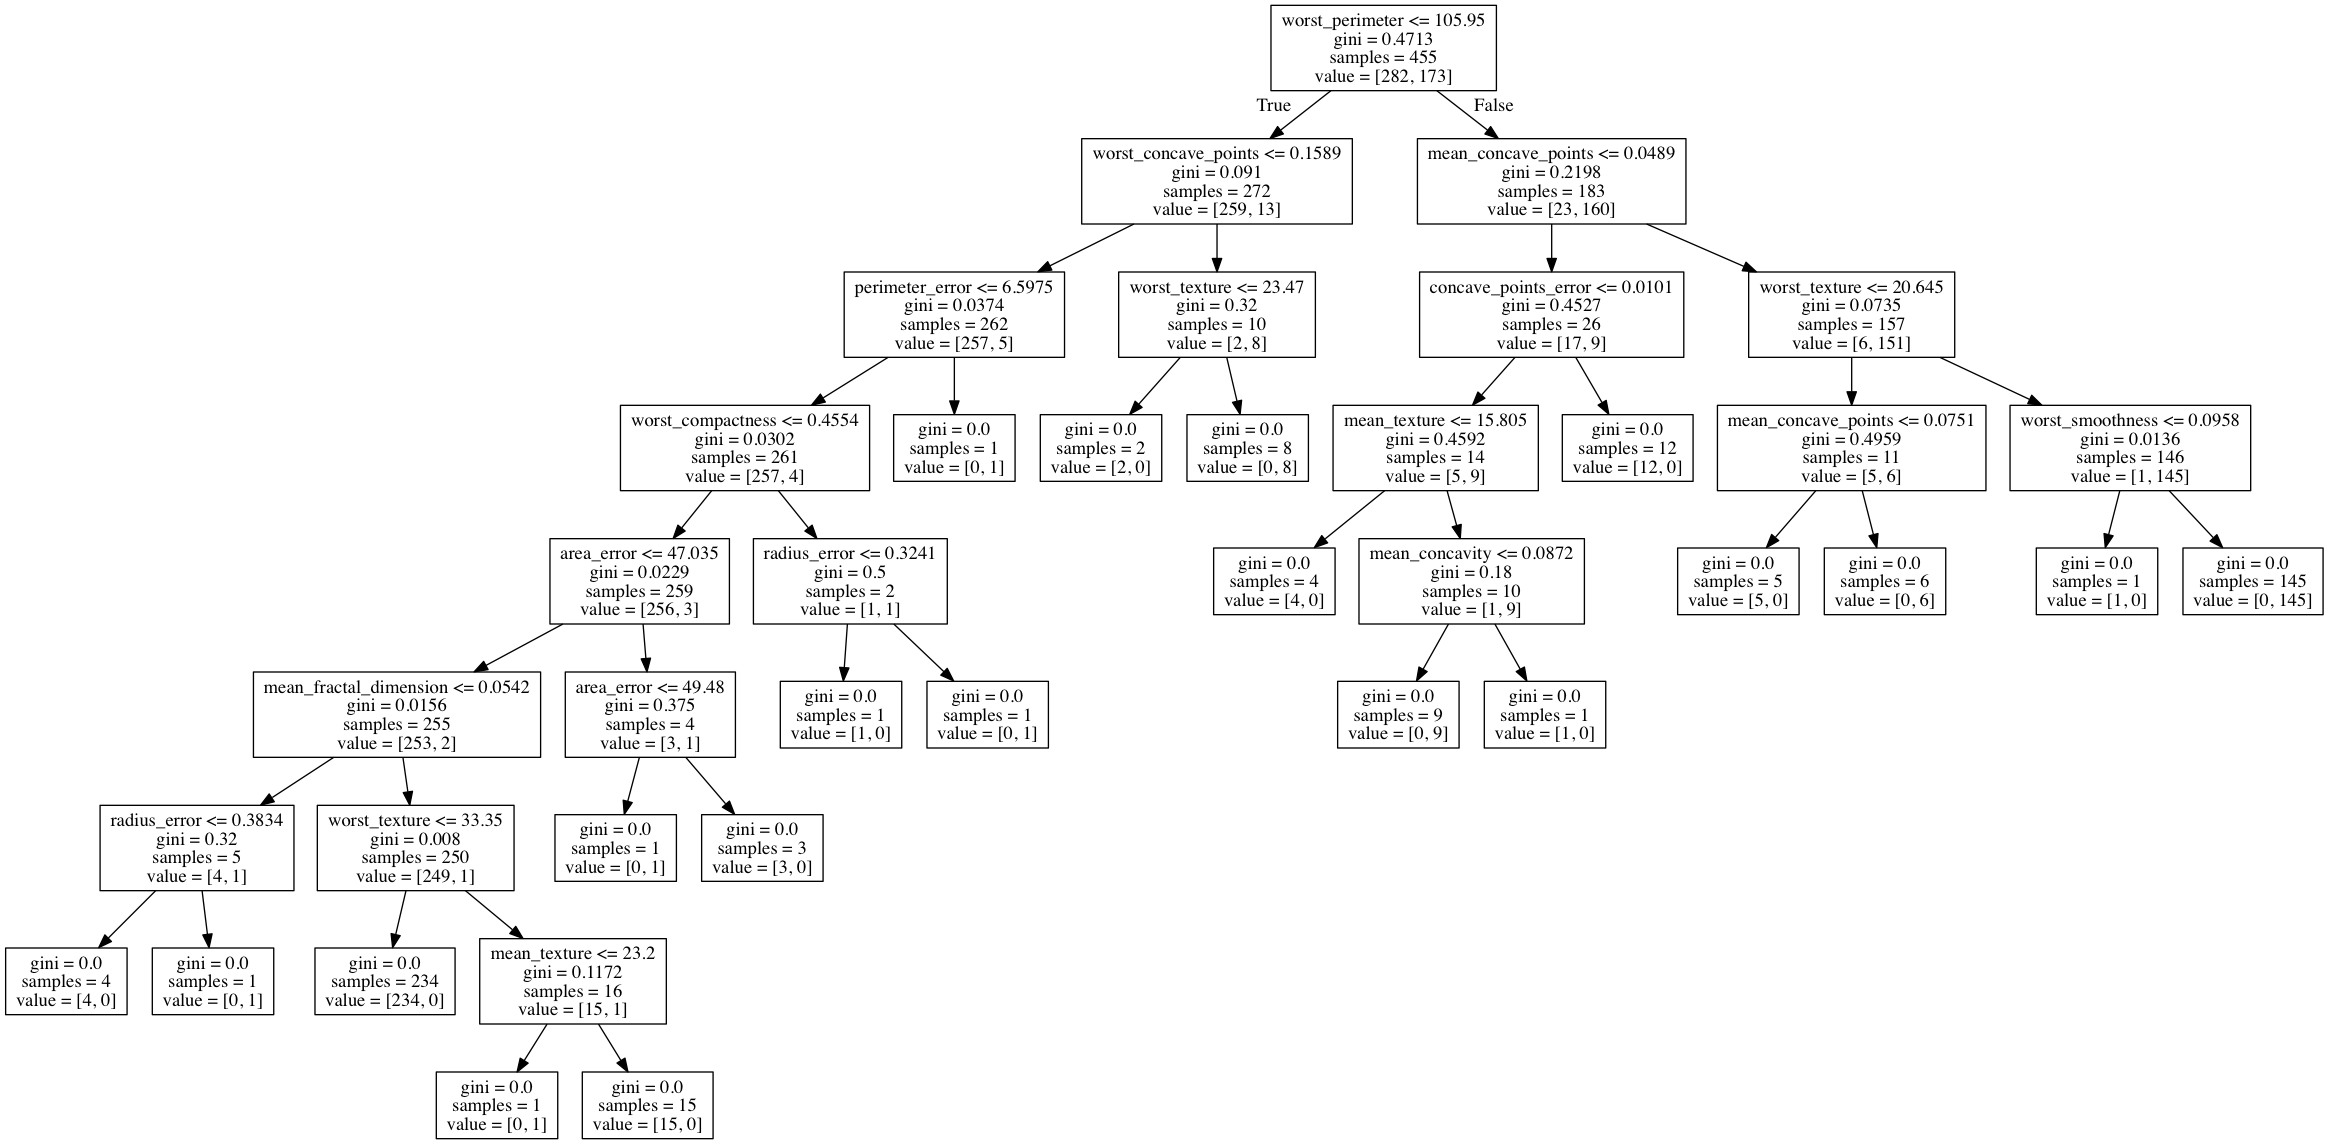 worst_perimeter <= 105.95
gini = 0.4713
samples = 455
value = [282, 173]
True
False
worst_concave_points <= 0.1589
gini = 0.091
samples = 272
value = [259, 13]
mean_concave_points <= 0.0489
gini = 0.2198
samples = 183
value = [23, 160]
perimeter_error <= 6.5975
gini = 0.0374
samples = 262
value = [257, 5]
worst_texture <= 23.47
gini = 0.32
samples = 10
value = [2, 8]
concave_points_error <= 0.0101
gini = 0.4527
samples = 26
value = [17, 9]
worst_texture <= 20.645
gini = 0.0735
samples = 157
value = [6, 151]
worst_compactness <= 0.4554
gini = 0.0302
samples = 261
value = [257, 4]
gini = 0.0
samples = 1
value = [0, 1]
gini = 0.0
samples = 2
value = [2, 0]
gini = 0.0
samples = 8
value = [0, 8]
mean_texture <= 15.805
gini = 0.4592
samples = 14
value = [5, 9]
gini = 0.0
samples = 12
value = [12, 0]
mean_concave_points <= 0.0751
gini = 0.4959
samples = 11
value = [5, 6]
worst_smoothness <= 0.0958
gini = 0.0136
samples = 146
value = [1, 145]
area_error <= 47.035
gini = 0.0229
samples = 259
value = [256, 3]
radius_error <= 0.3241
gini = 0.5
samples = 2
value = [1, 1]
gini = 0.0
samples = 4
value = [4, 0]
mean_concavity <= 0.0872
gini = 0.18
samples = 10
value = [1, 9]
gini = 0.0
samples = 5
value = [5, 0]
gini = 0.0
samples = 6
value = [0, 6]
gini = 0.0
samples = 1
value = [1, 0]
gini = 0.0
samples = 145
value = [0, 145]
mean_fractal_dimension <= 0.0542
gini = 0.0156
samples = 255
value = [253, 2]
area_error <= 49.48
gini = 0.375
samples = 4
value = [3, 1]
gini = 0.0
samples = 1
value = [1, 0]
gini = 0.0
samples = 1
value = [0, 1]
gini = 0.0
samples = 9
value = [0, 9]
gini = 0.0
samples = 1
value = [1, 0]
radius_error <= 0.3834
gini = 0.32
samples = 5
value = [4, 1]
worst_texture <= 33.35
gini = 0.008
samples = 250
value = [249, 1]
gini = 0.0
samples = 1
value = [0, 1]
gini = 0.0
samples = 3
value = [3, 0]
gini = 0.0
samples = 4
value = [4, 0]
gini = 0.0
samples = 1
value = [0, 1]
gini = 0.0
samples = 234
value = [234, 0]
mean_texture <= 23.2
gini = 0.1172
samples = 16
value = [15, 1]
gini = 0.0
samples = 1
value = [0, 1]
gini = 0.0
samples = 15
value = [15, 0]